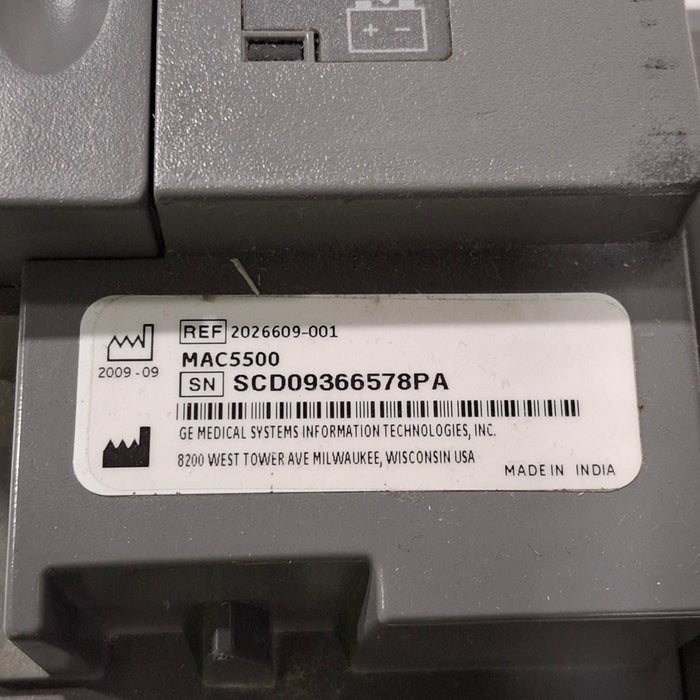 REF 2026609-001
2009-09
MAC5500
SN SCD09366578PA
GE MEDICAL SYSTEMS INFORMATION TECHNOLOGIES, INC.
8200 WEST TOWER AVE MILWAUKEE, WISCONSIN USA
MADE IN INDIA